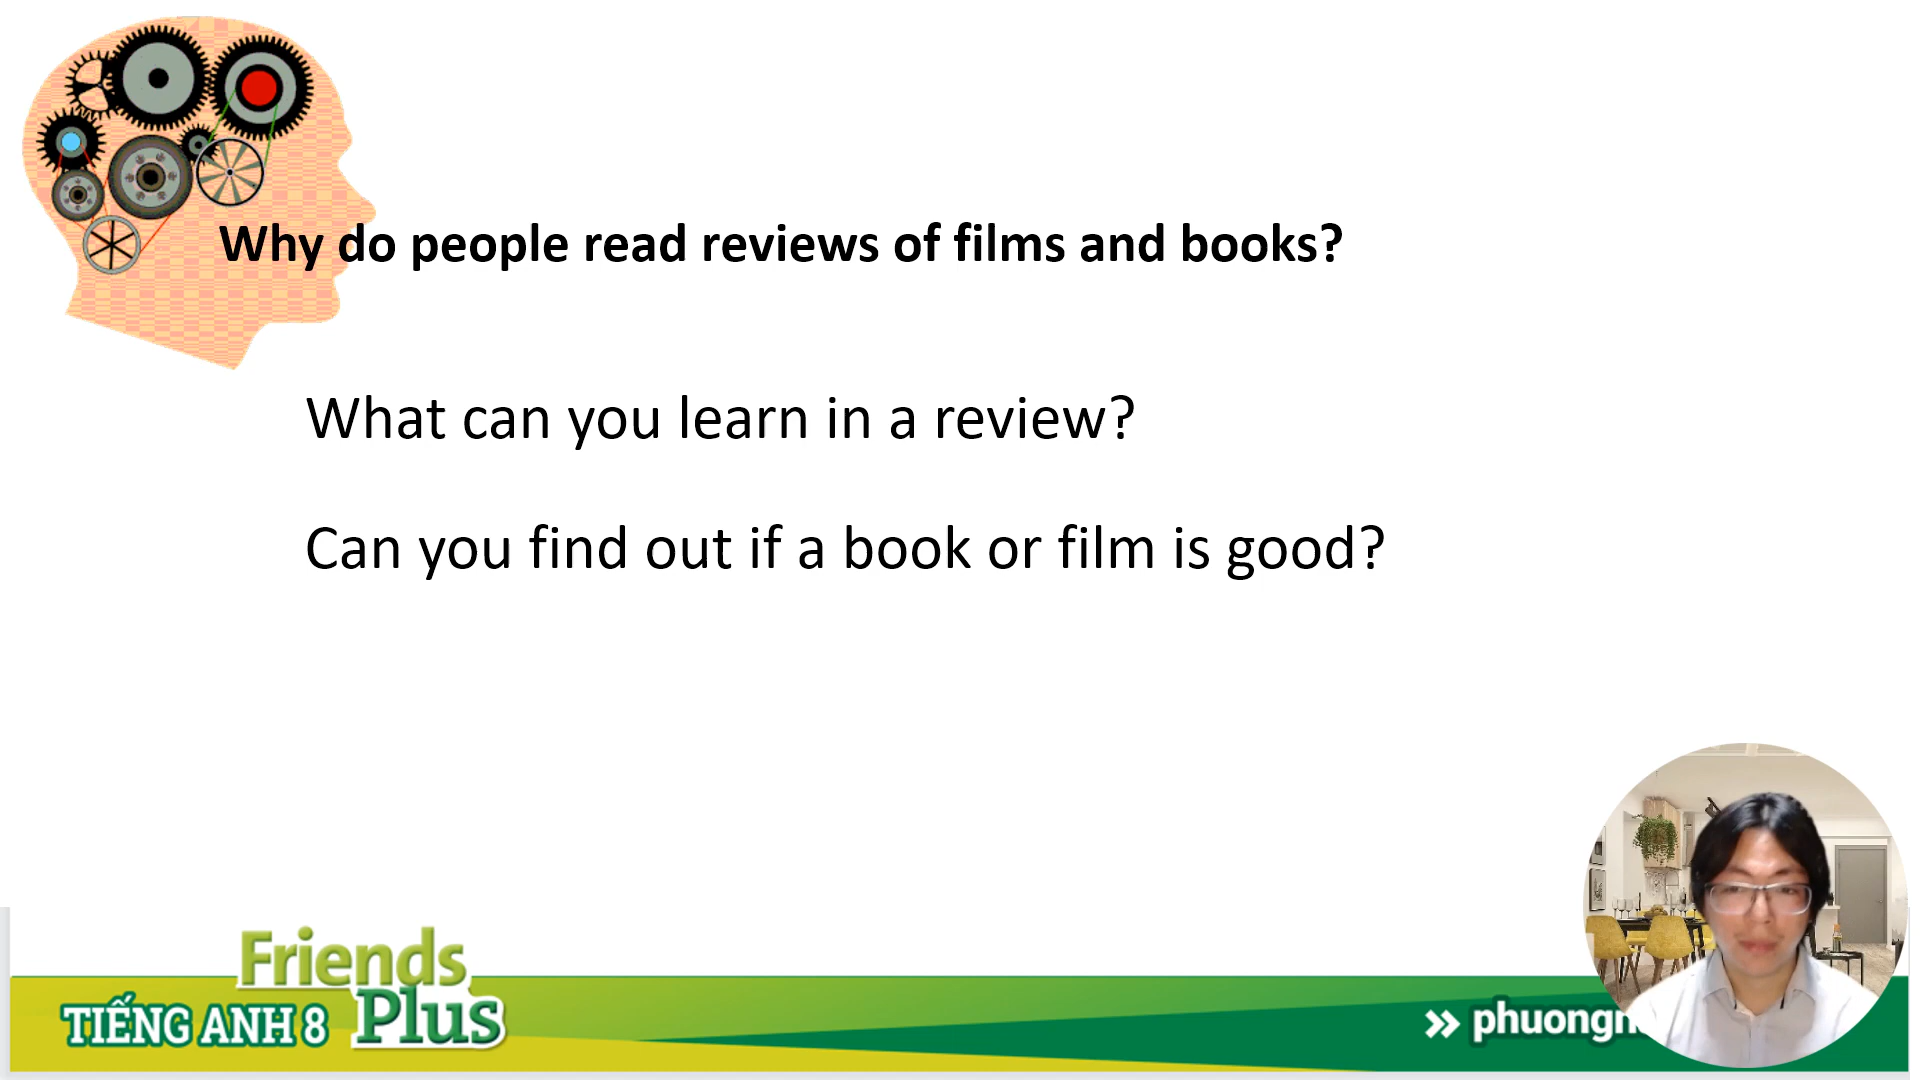 Why do people read reviews of films and books?
What can you learn in a review?
Can you find out if a book or film is good?
Friends
Plus
TIẾNG ANH 8